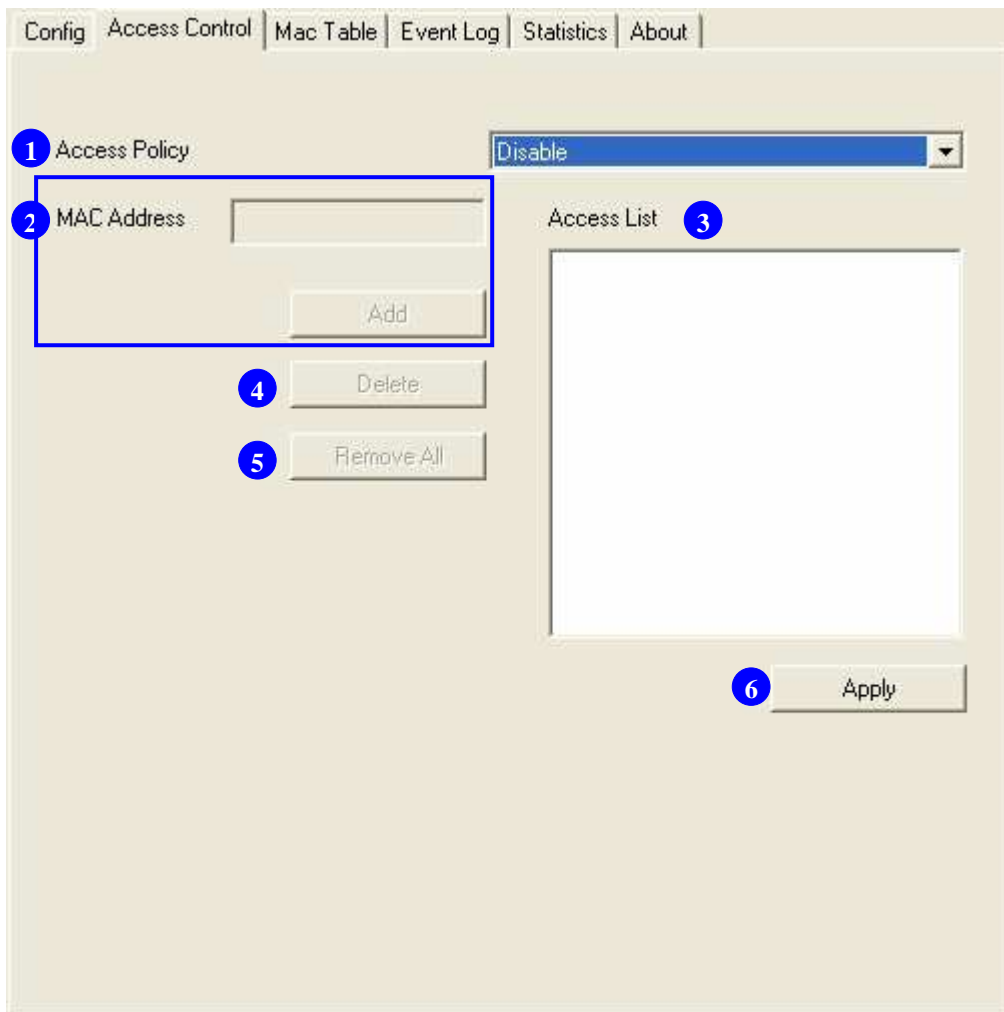 Config Access Control Mac Table Event Log Statistics About
1 Access Policy Disable
2 MAC Address Access List 3
Add
4 Delete
5 Remove All
6 Apply